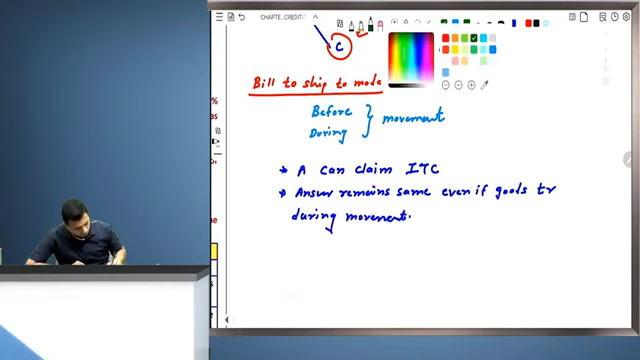 CHAPTE..CREDIT
C
Bill to ship to mode
Before
During
} movement
* A can claim ITC
* Answer remains same even if goods tr
during movement.